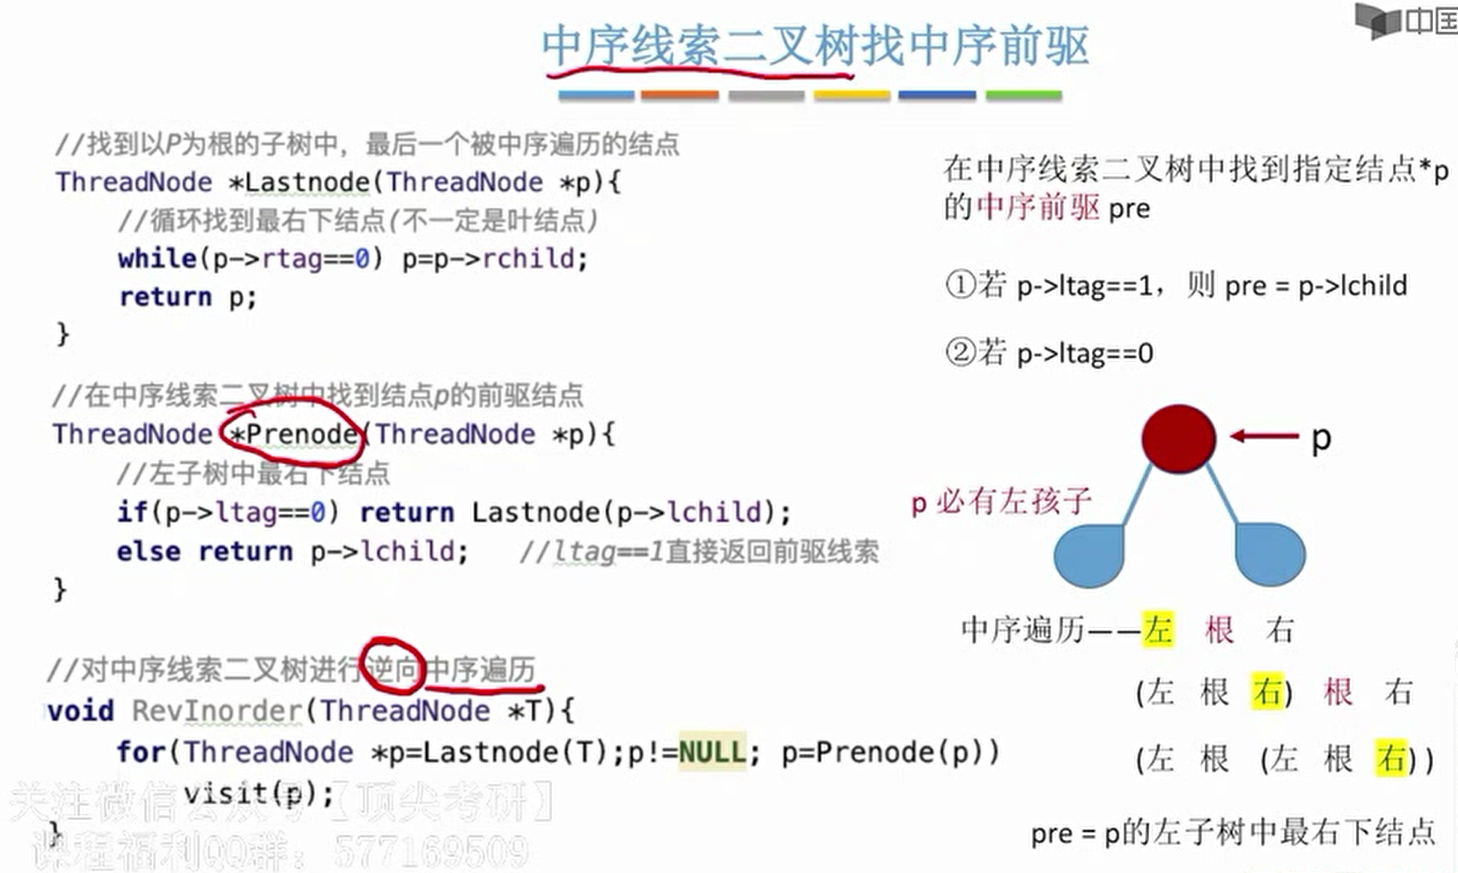 中国
中序线索二叉树找中序前驱
//找到以P为根的子树中，最后一个被中序遍历的结点
ThreadNode *Lastnode(ThreadNode *p){
//循环找到最右下结点(不一定是叶结点)
while(p->rtag==0) p=p->rchild;
return p;
}
//在中序线索二叉树中找到结点p的前驱结点
ThreadNode *Prenode(ThreadNode *p){
//左子树中最右下结点
if(p->ltag==0) return Lastnode(p->lchild);
else return p->lchild; //ltag==1直接返回前驱线索
}
//对中序线索二叉树进行逆向中序遍历
void RevInorder(ThreadNode *T){
for(ThreadNode *p=Lastnode(T);p!=NULL; p=Prenode(p))
visit(p);
}
关注微信公众号【顶尖考研】
课程福利QQ群：577169509
在中序线索二叉树中找到指定结点*p
的中序前驱 pre
①若 p->ltag==1，则 pre = p->lchild
②若 p->ltag==0
p
p 必有左孩子
中序遍历——左 根 右
(左 根 右) 根 右
(左 根 (左 根 右))
pre = p的左子树中最右下结点